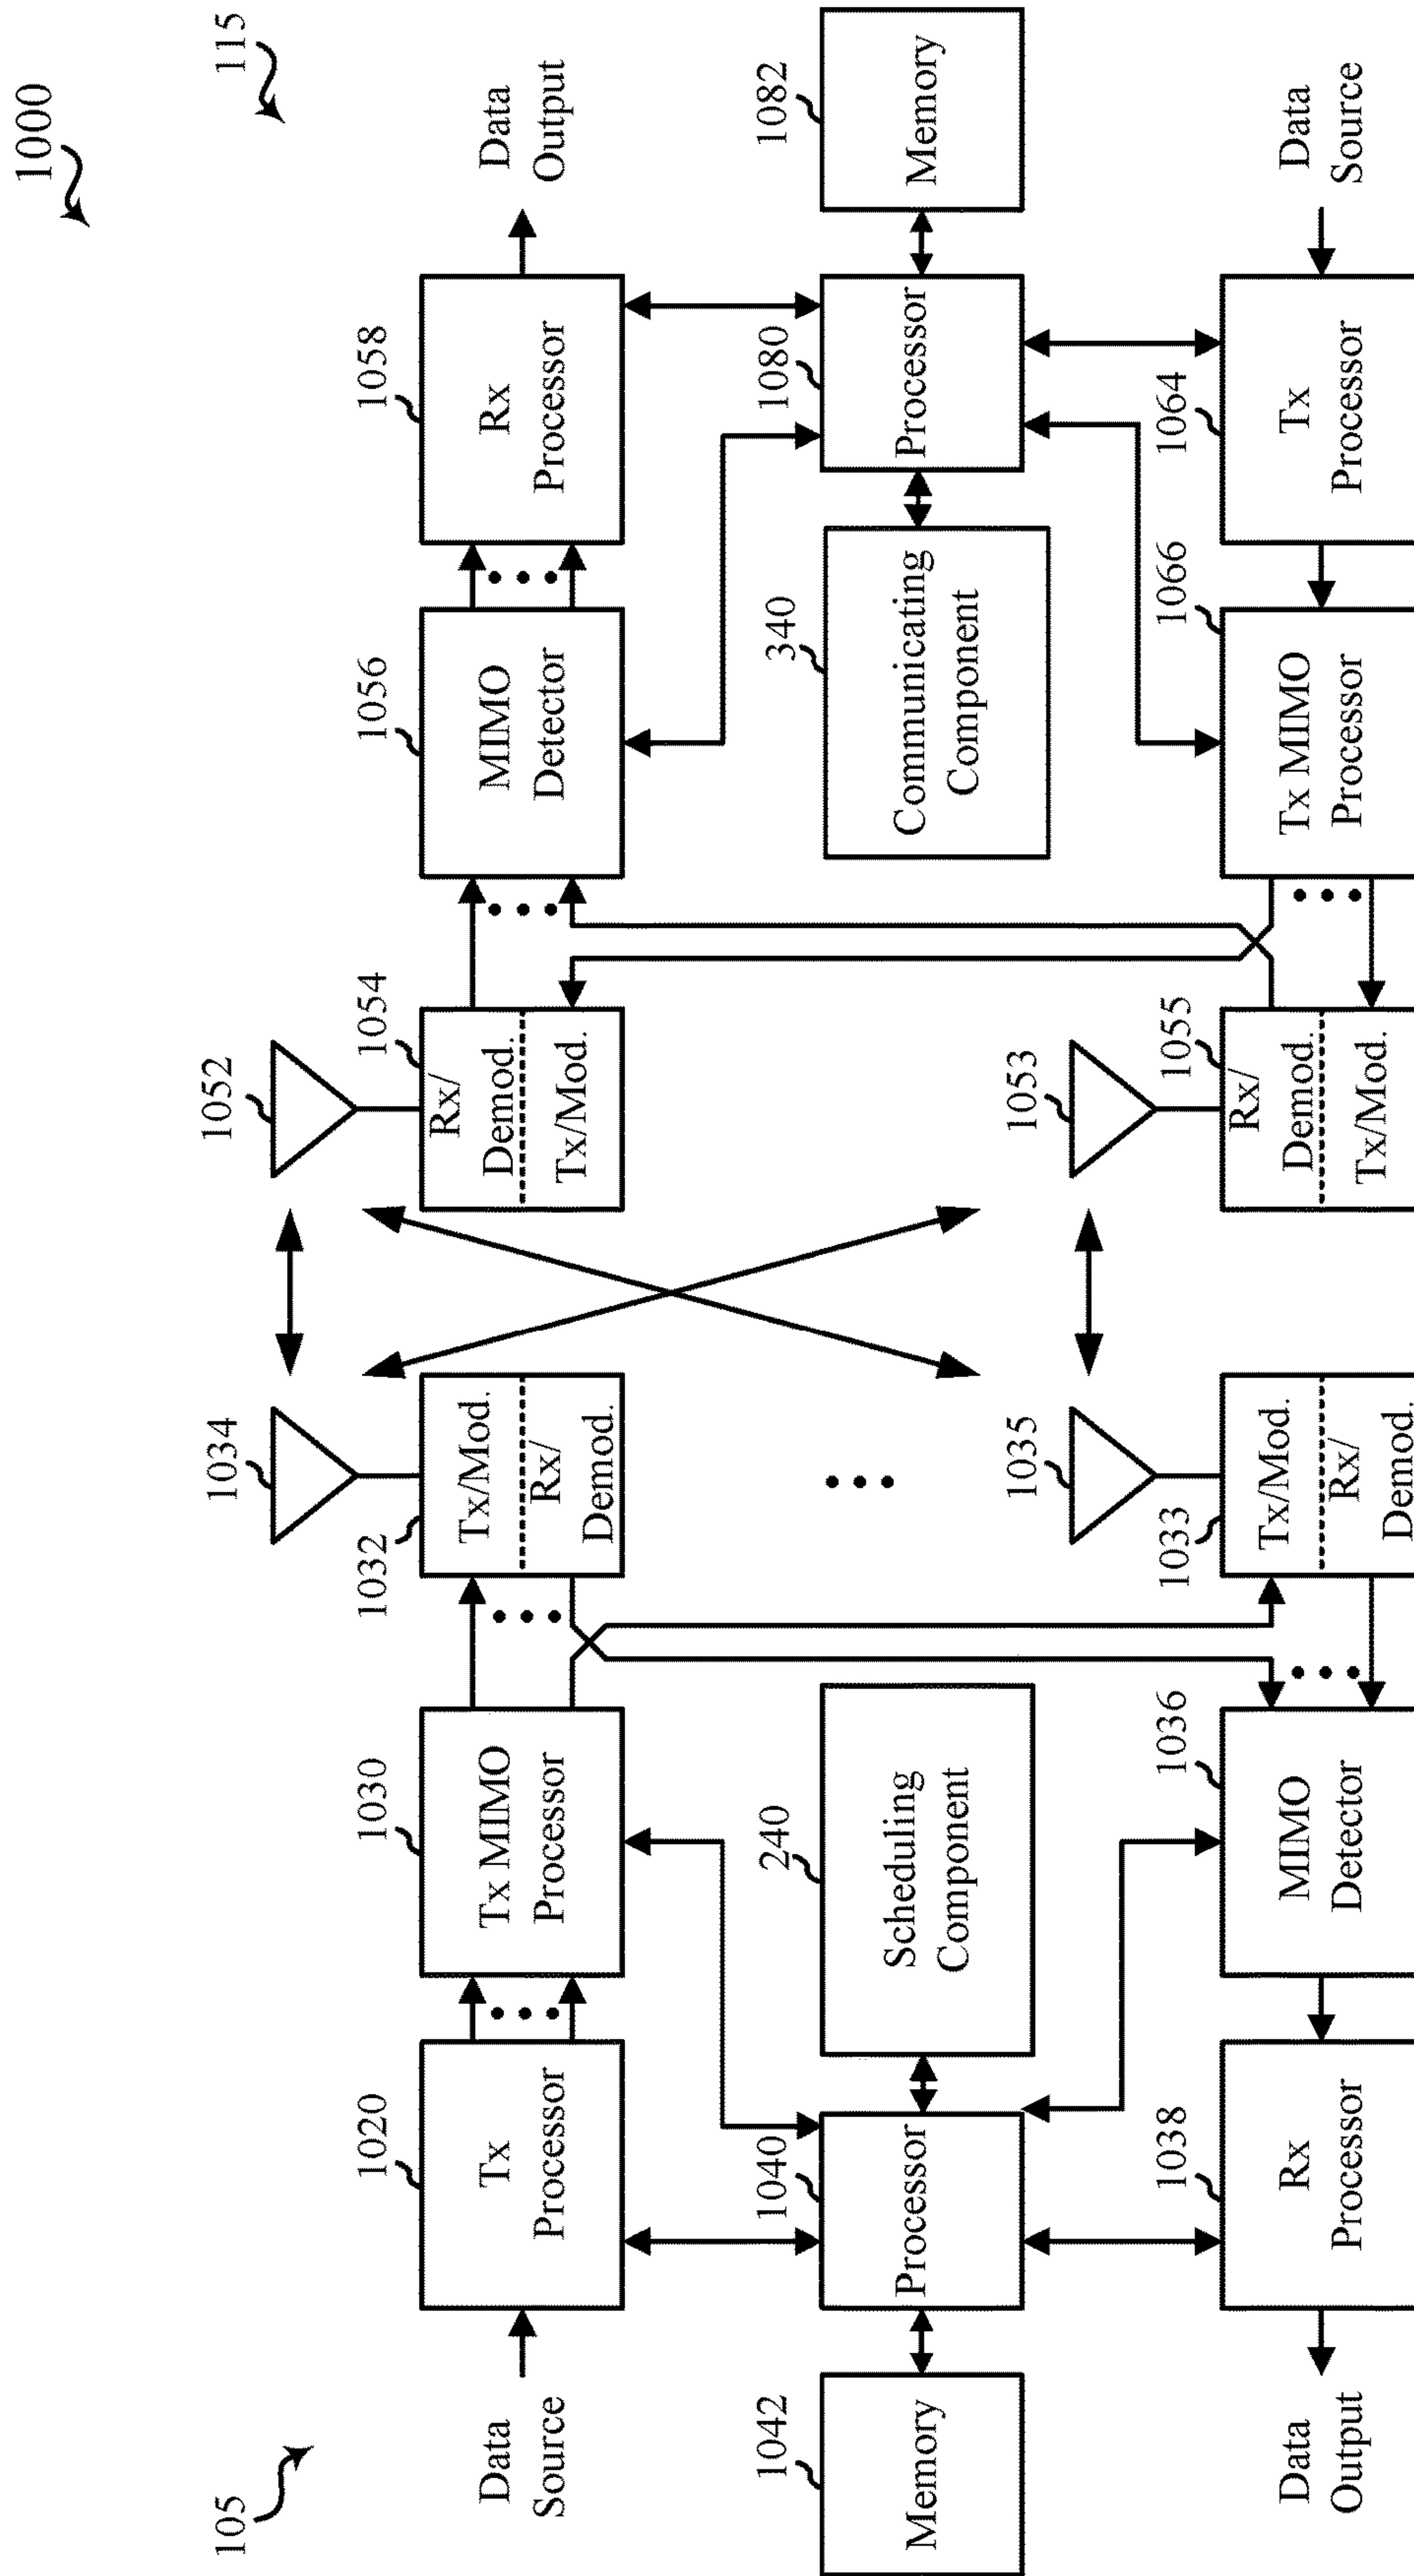 1000
105
115
1034
1052
1020
1030
1032
1054
1056
1058
Data
Source
Tx
Processor
Tx MIMO
Processor
Tx/Mod.
Rx/
Demod.
Rx/
Demod.
Tx/Mod.
MIMO
Detector
Rx
Processor
Data
Output
1042
1040
240
340
1080
1082
Memory
Processor
Scheduling
Component
Communicating
Component
Processor
Memory
1035
1053
1038
1036
1033
1055
1066
1064
Data
Output
Rx
Processor
MIMO
Detector
Tx/Mod.
Rx/
Demod.
Rx/
Demod.
Tx/Mod.
Tx MIMO
Processor
Tx
Processor
Data
Source